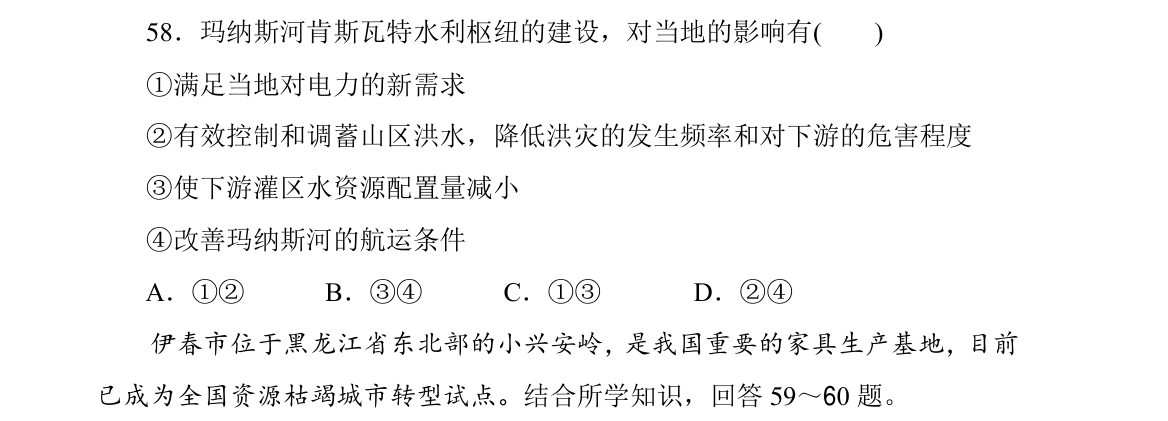 58．玛纳斯河肯斯瓦特水利枢纽的建设，对当地的影响有(　　)
①满足当地对电力的新需求
②有效控制和调蓄山区洪水，降低洪灾的发生频率和对下游的危害程度
③使下游灌区水资源配置量减小
④改善玛纳斯河的航运条件
A．①②　　　B．③④　　　C．①③　　　D．②④
伊春市位于黑龙江省东北部的小兴安岭，是我国重要的家具生产基地，目前
已成为全国资源枯竭城市转型试点。结合所学知识，回答 59～60 题。